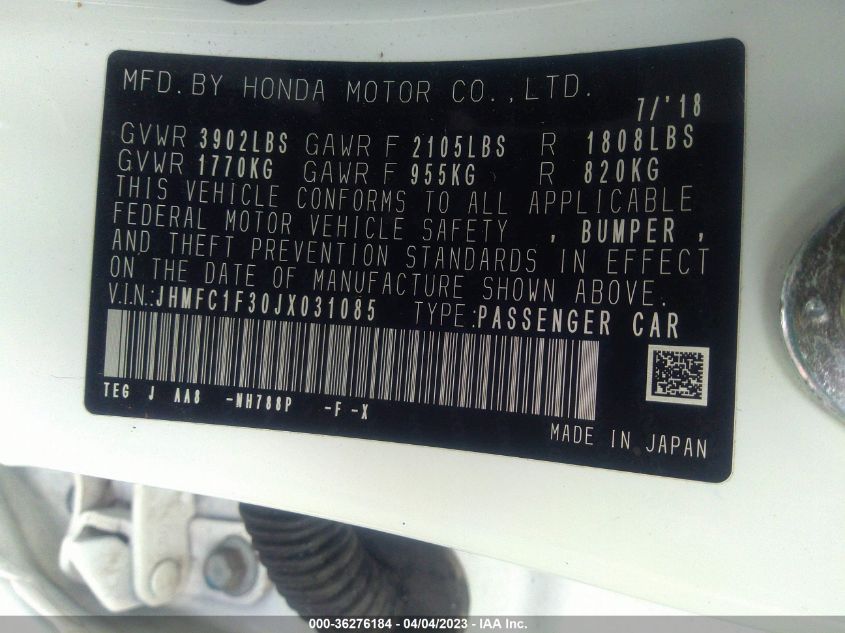 MFD. BY HONDA MOTOR CO., LTD. 7/'18
GVWR 3902LBS GAWR F 2105LBS R 1808LBS
GVWR 1770KG GAWR F 955KG R 820KG
THIS VEHICLE CONFORMS TO ALL APPLICABLE
FEDERAL MOTOR VEHICLE SAFETY , BUMPER ,
AND THEFT PREVENTION STANDARDS IN EFFECT
ON THE DATE OF MANUFACTURE SHOWN ABOVE.
V.I.N.:JHMFC1F30JX031085 TYPE:PASSENGER CAR
TEG J AA8 -NH788P -F -X
MADE IN JAPAN
000-36276184 - 04/04/2023 - IAA Inc.